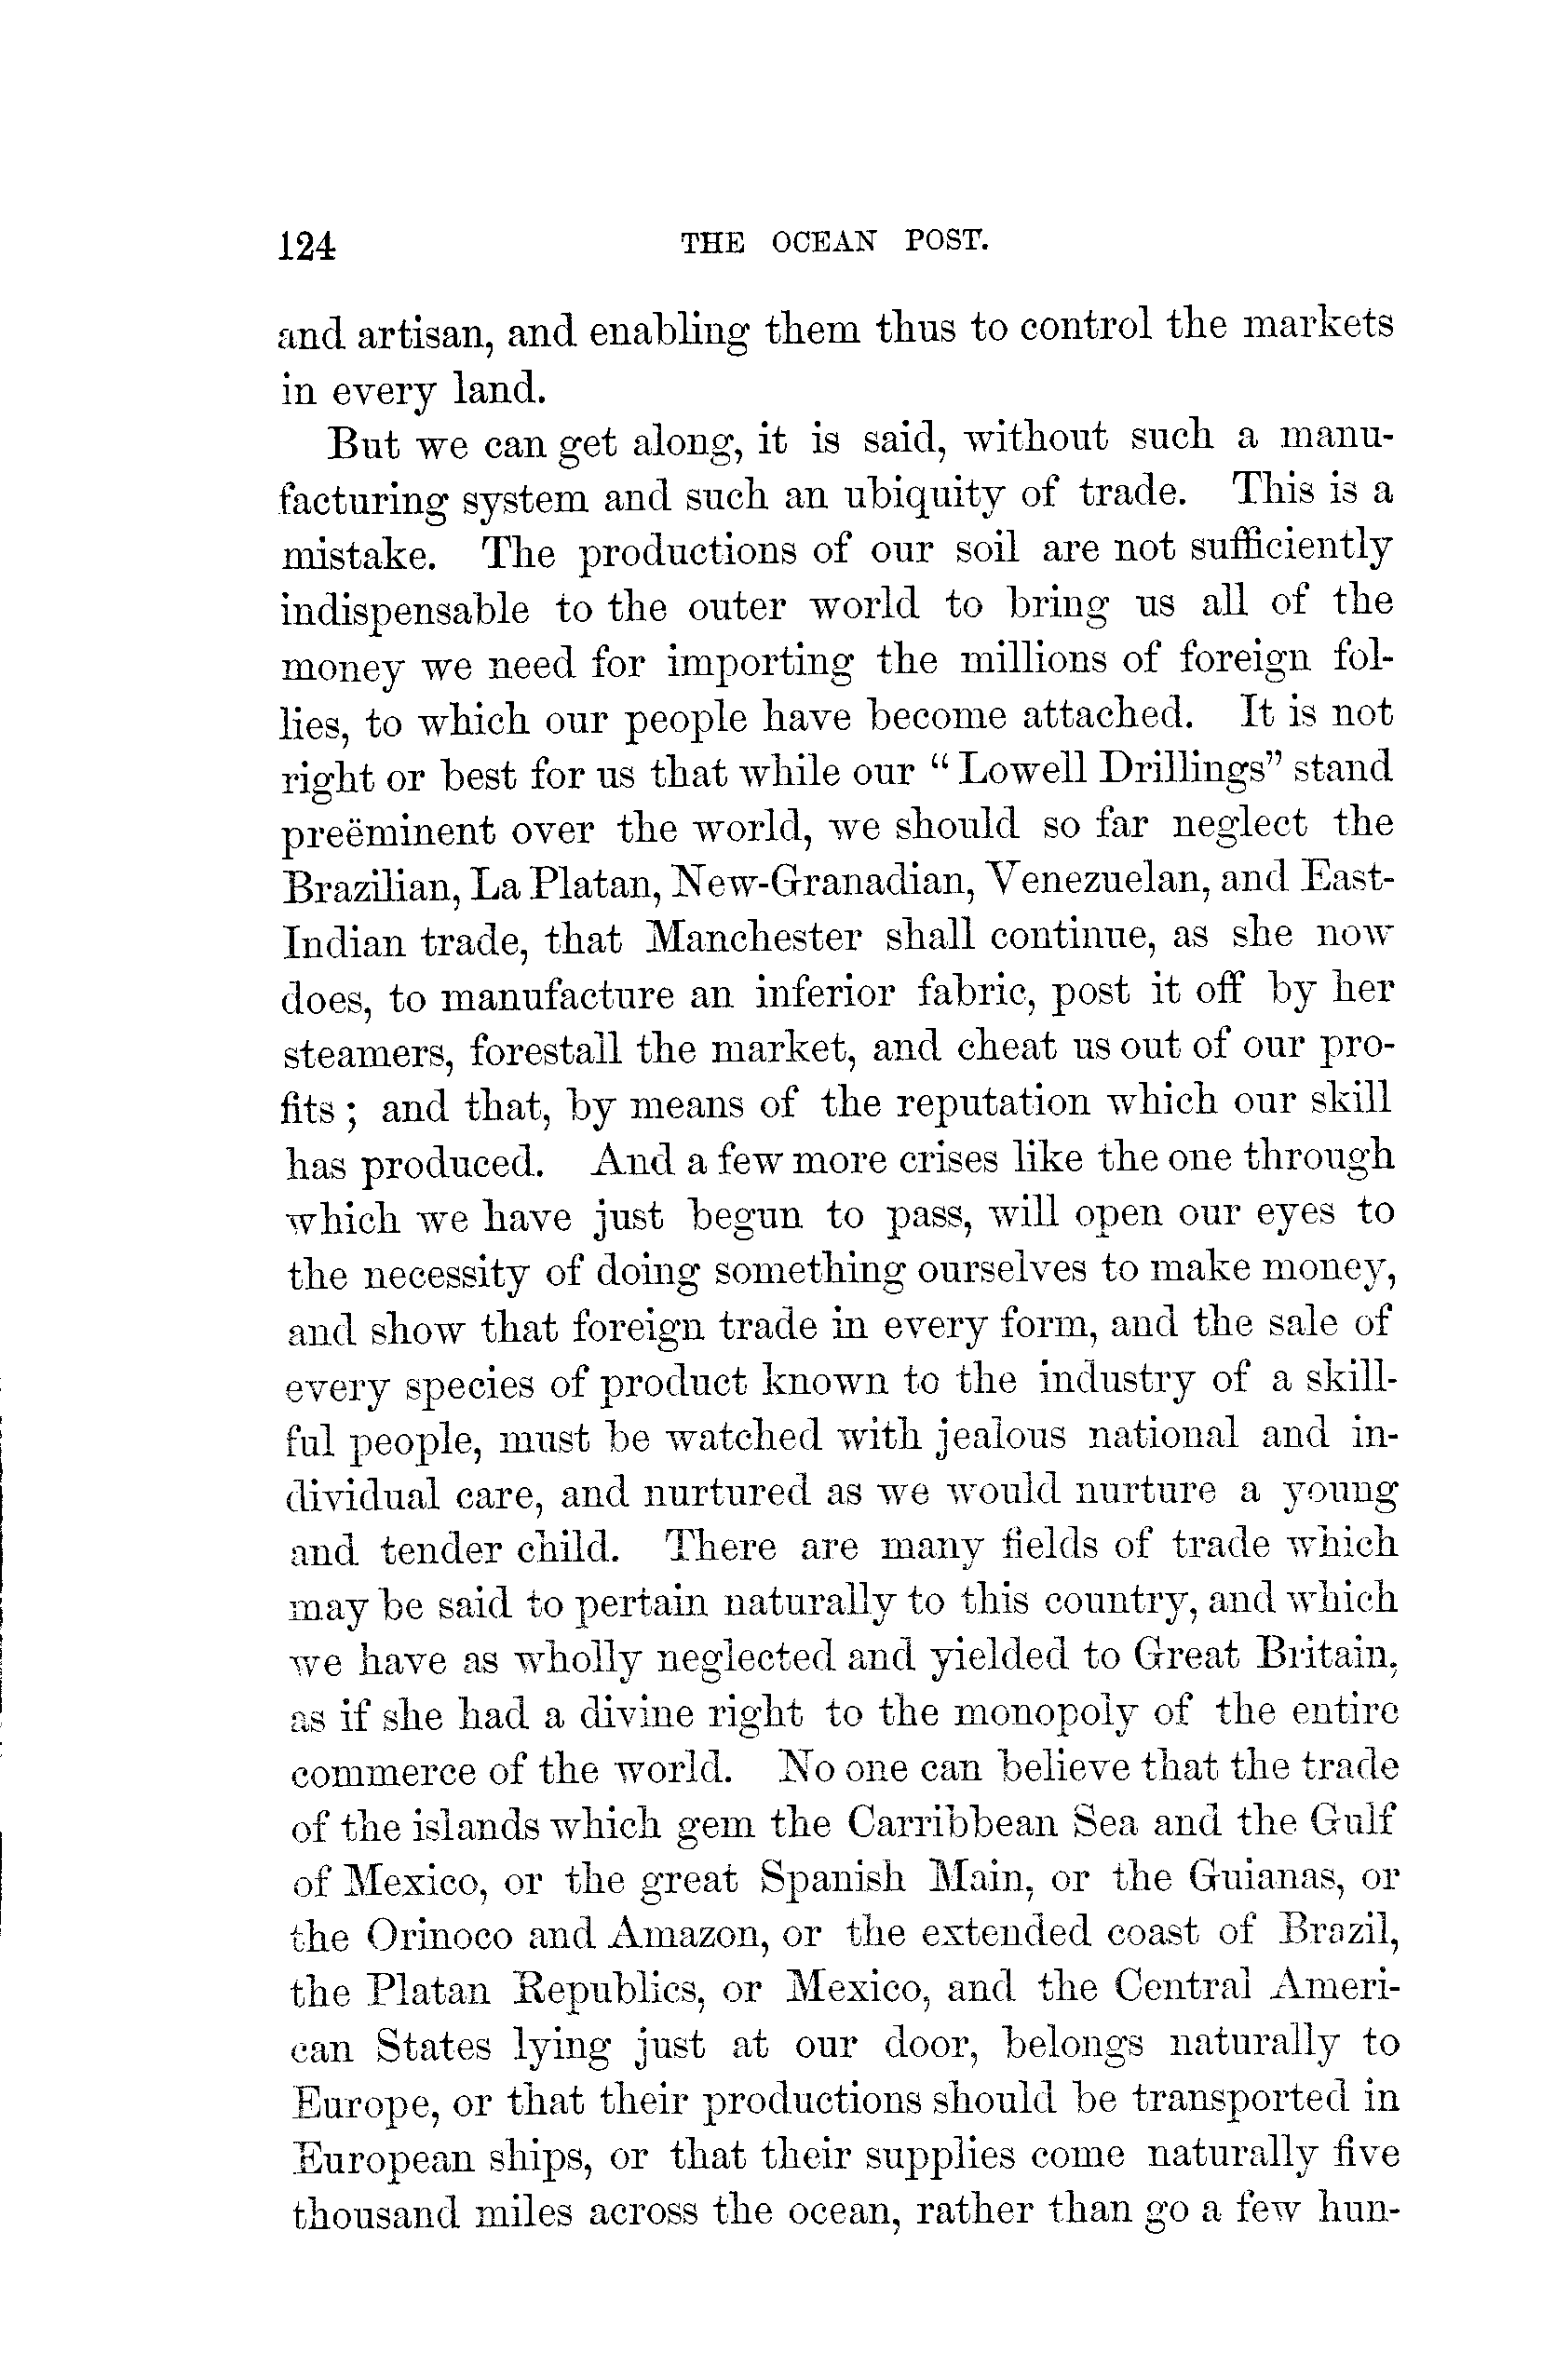 124 THE OCEAN POST.
and artisan, and enabling them thus to control the markets
in every land.
But we can get along, it is said, without such a manu-
facturing system and such an ubiquity of trade. This is a
mistake. The productions of our soil are not sufficiently
indispensable to the outer world to bring us all of the
money we need for importing the millions of foreign fol-
lies, to which our people have become attached. It is not
right or best for us that while our “Lowell Drillings” stand
preëminent over the world, we should so far neglect the
Brazilian, La Platan, New-Granadian, Venezuelan, and East-
Indian trade, that Manchester shall continue, as she now
does, to manufacture an inferior fabric, post it off by her
steamers, forestall the market, and cheat us out of our pro-
fits; and that, by means of the reputation which our skill
has produced. And a few more crises like the one through
which we have just begun to pass, will open our eyes to
the necessity of doing something ourselves to make money,
and show that foreign trade in every form, and the sale of
every species of product known to the industry of a skill-
ful people, must be watched with jealous national and in-
dividual care, and nurtured as we would nurture a young
and tender child. There are many fields of trade which
may be said to pertain naturally to this country, and which
we have as wholly neglected and yielded to Great Britain,
as if she had a divine right to the monopoly of the entire
commerce of the world. No one can believe that the trade
of the islands which gem the Carribbean Sea and the Gulf
of Mexico, or the great Spanish Main, or the Guianas, or
the Orinoco and Amazon, or the extended coast of Brazil,
the Platan Republics, or Mexico, and the Central Ameri-
can States lying just at our door, belongs naturally to
Europe, or that their productions should be transported in
European ships, or that their supplies come naturally five
thousand miles across the ocean, rather than go a few hun-